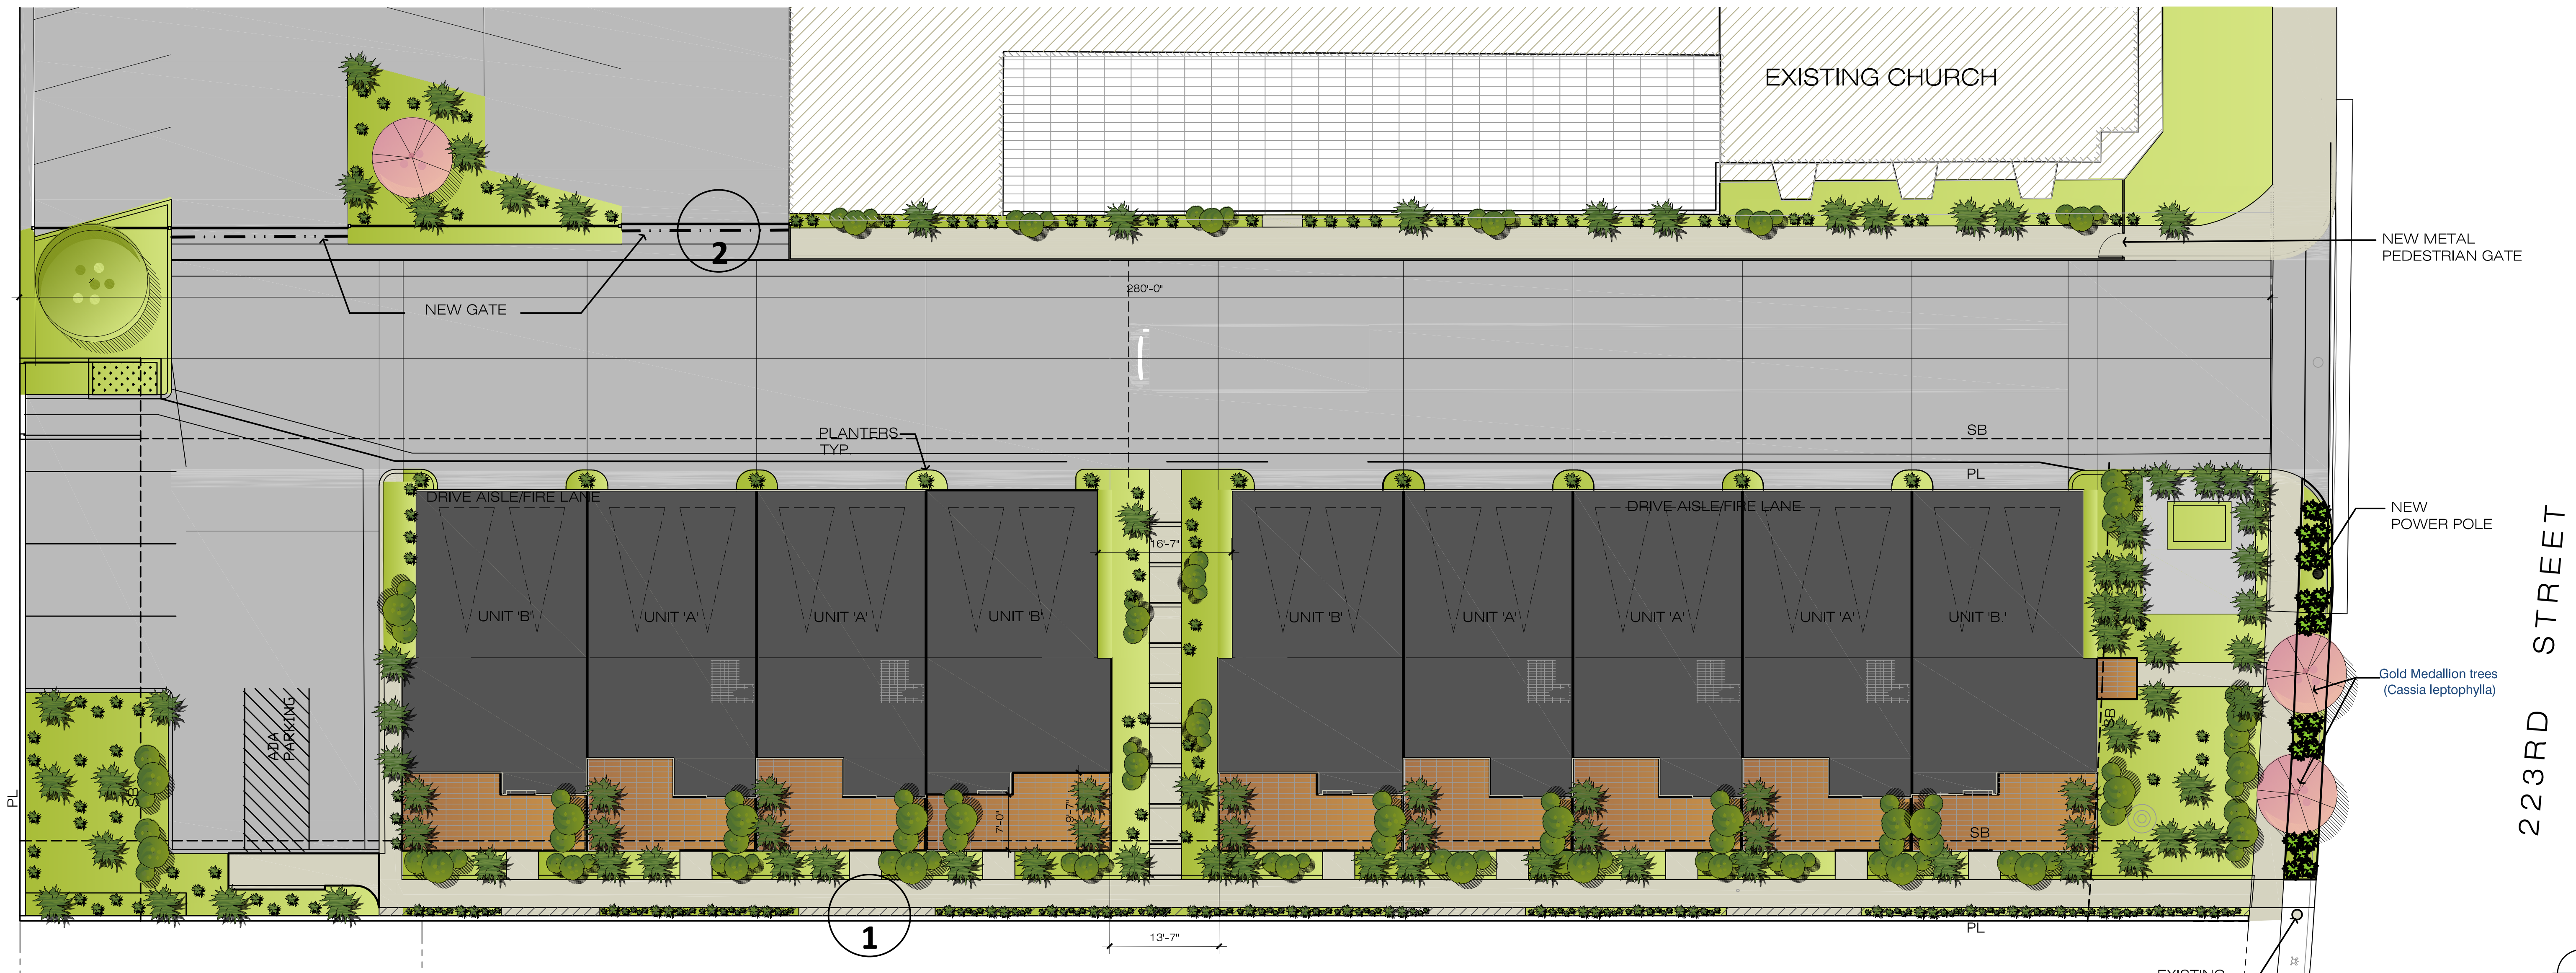 EXISTING CHURCH
NEW METAL
PEDESTRIAN GATE
2
280'-0"
NEW GATE
PLANTERS
TYP.
SB
PL
DRIVE AISLE/FIRE LANE
DRIVE AISLE/FIRE LANE
NEW
POWER POLE
16'-7"
UNIT 'B'
UNIT 'A'
UNIT 'A'
UNIT 'B'
UNIT 'B'
UNIT 'A'
UNIT 'A'
UNIT 'A'
UNIT 'B.'
223RD STREET
Gold Medallion trees
(Cassia leptophylla)
ADA
PARKING
SB
PL
SB
7'-0"
9'-7"
SB
1
PL
13'-7"
EXISTING